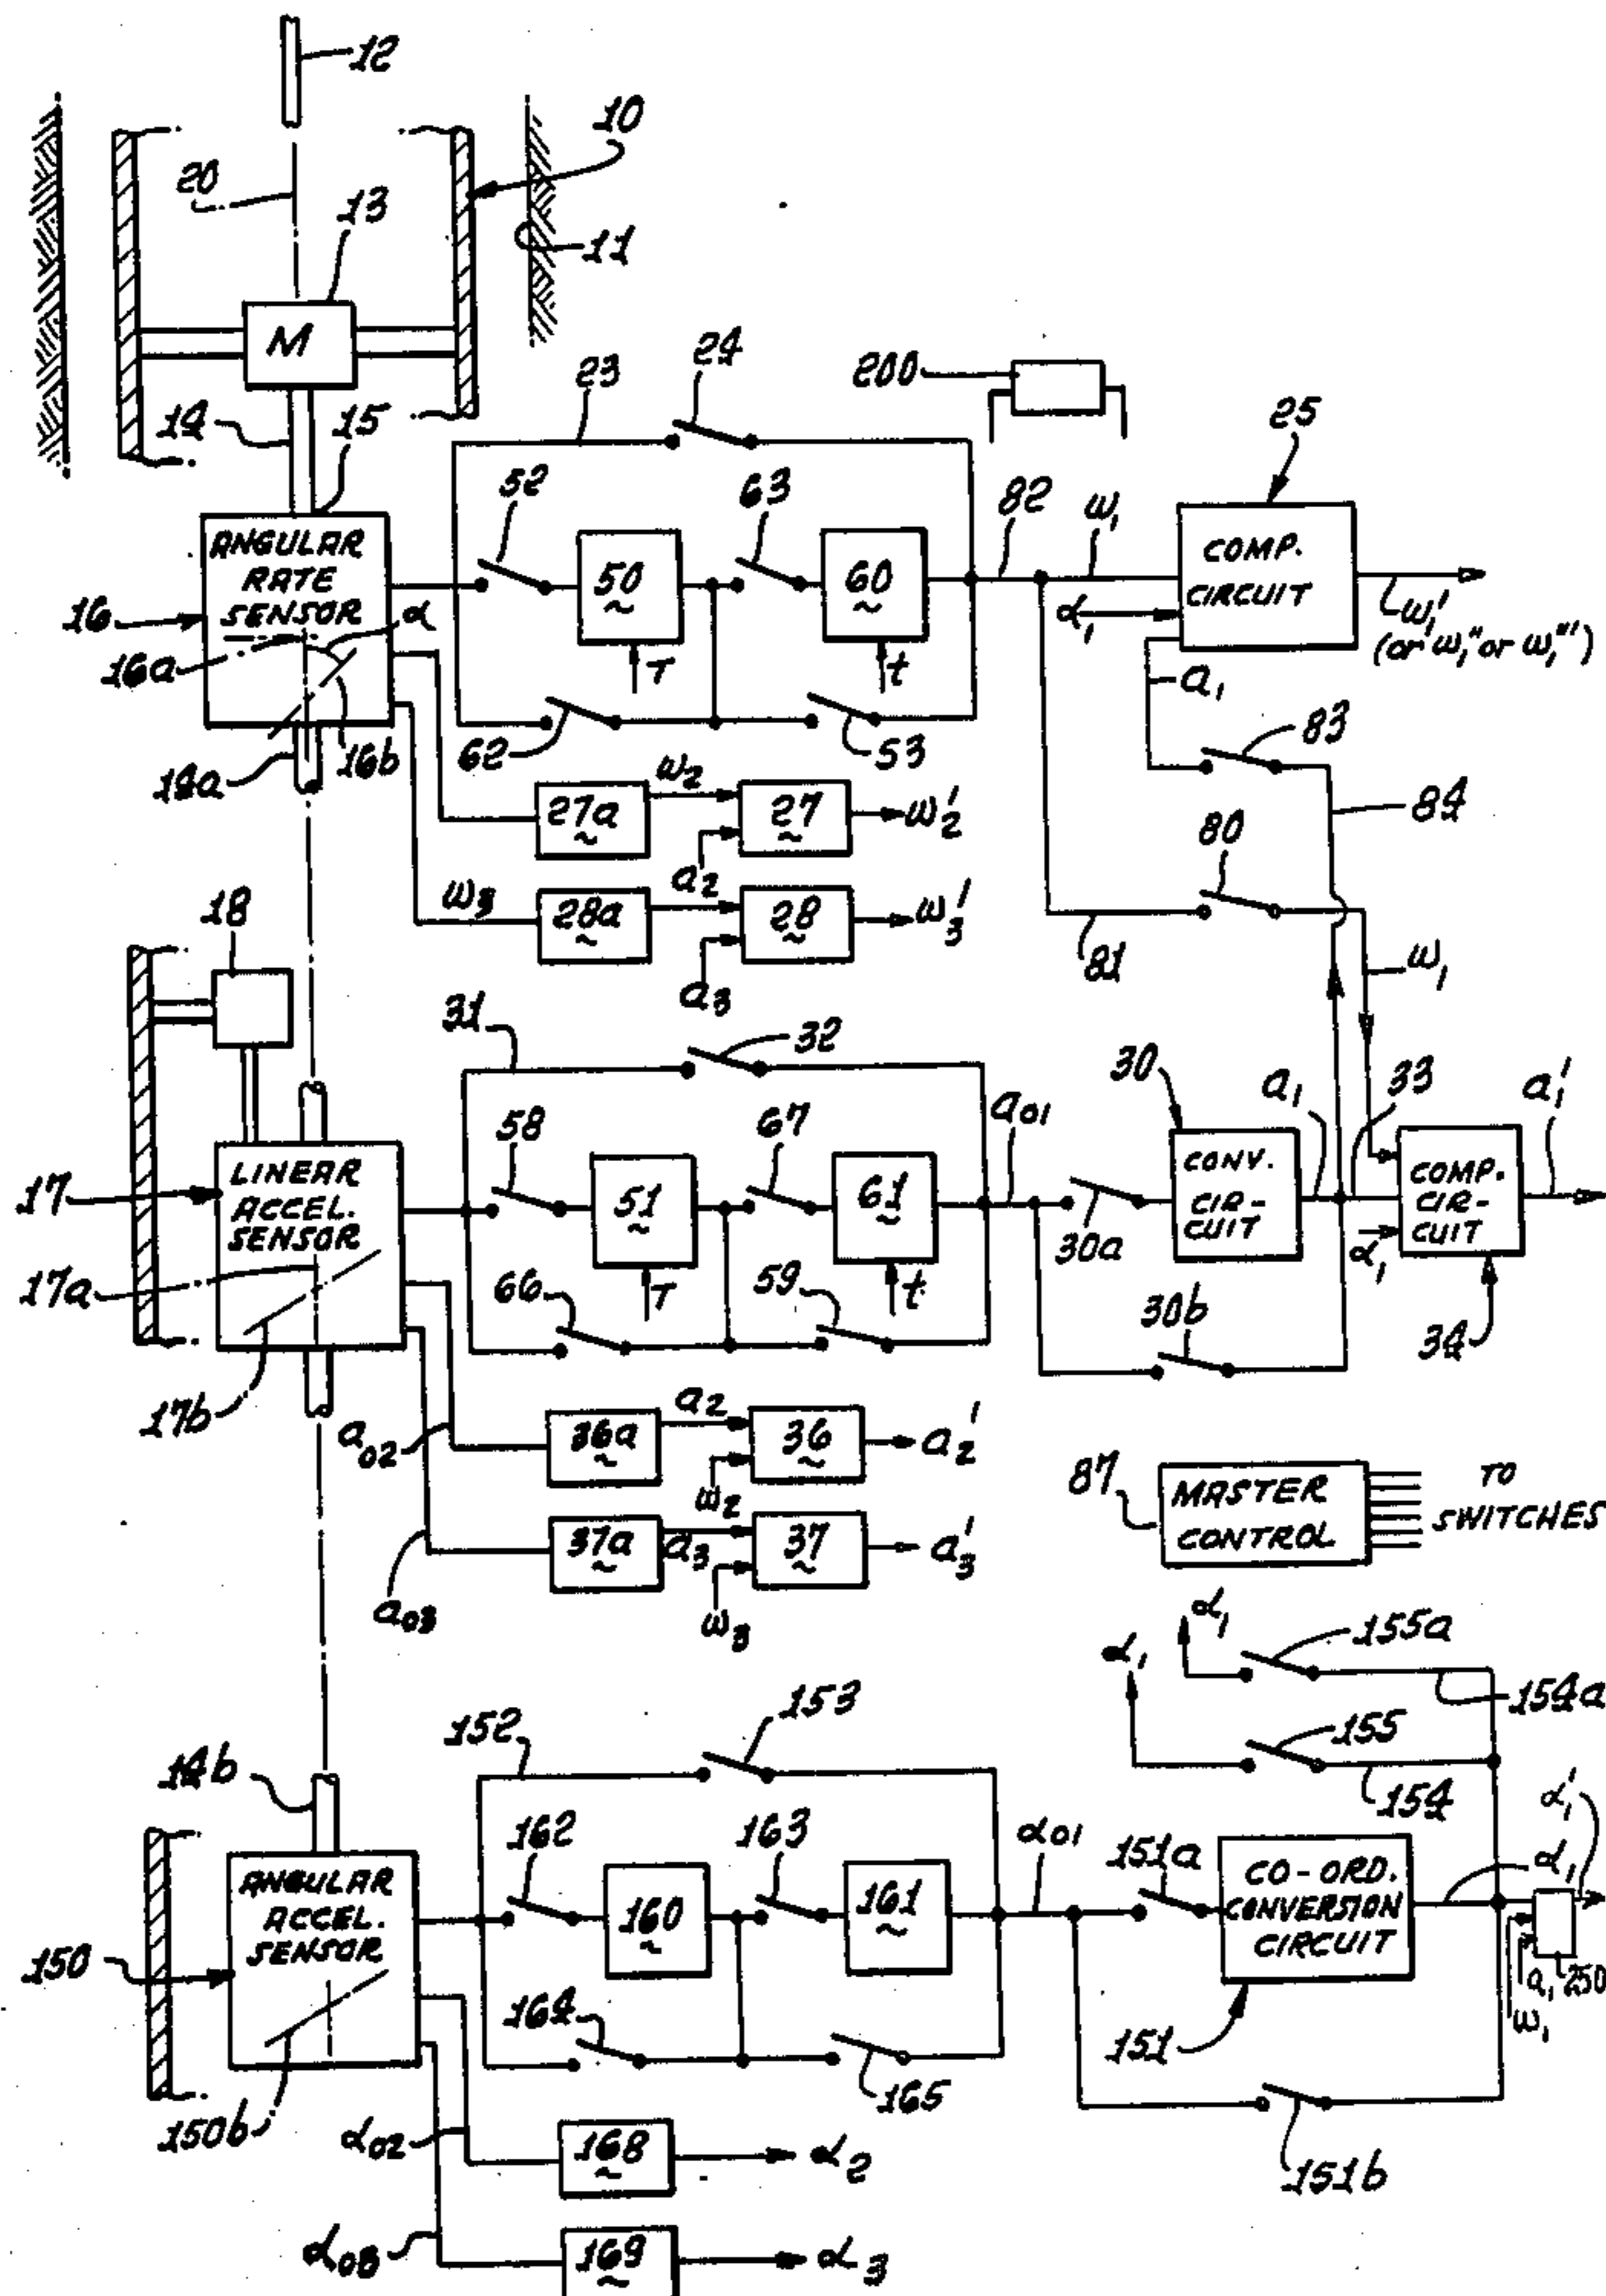 12
10
20
13
11
M
24
200
23
14
15
25
52
63
82
ω₁
ANGULAR
RATE
SENSOR
50
60
COMP.
CIRCUIT
16
α
α₁
ω₁'
(or ω₁'' or ω₁''')
16a
T
t
a₁
83
62
53
14a
16b
ω₂
84
27a
27
ω₂'
80
a₂
18
ω₃
28a
28
ω₃'
81
ω₁
a₃
31
32
30
a₁
33
a₁'
58
67
a₀₁
LINEAR
ACCEL.
SENSOR
51
61
CONV.
CIR-
CUIT
COMP.
CIR-
CUIT
17
30a
α₁
17a
66
T
59
t
30b
34
17b
a₀₂
a₂
36a
36
a₂'
87
MASTER
CONTROL
TO
SWITCHES
ω₂
37a
a₃
37
a₃'
a₀₃
ω₃
α₁
155a
α₁
154a
153
152
155
14b
154
α₁'
162
163
α₀₁
151a
α₁
ANGULAR
ACCEL.
SENSOR
160
161
CO-ORD.
CONVERSION
CIRCUIT
150
a₁
250
ω₁
164
151
165
150b
α₀₂
168
α₂
151b
α₀₃
169
α₃